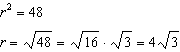 r² = 48
r = √48 = √16 · √3 = 4√3